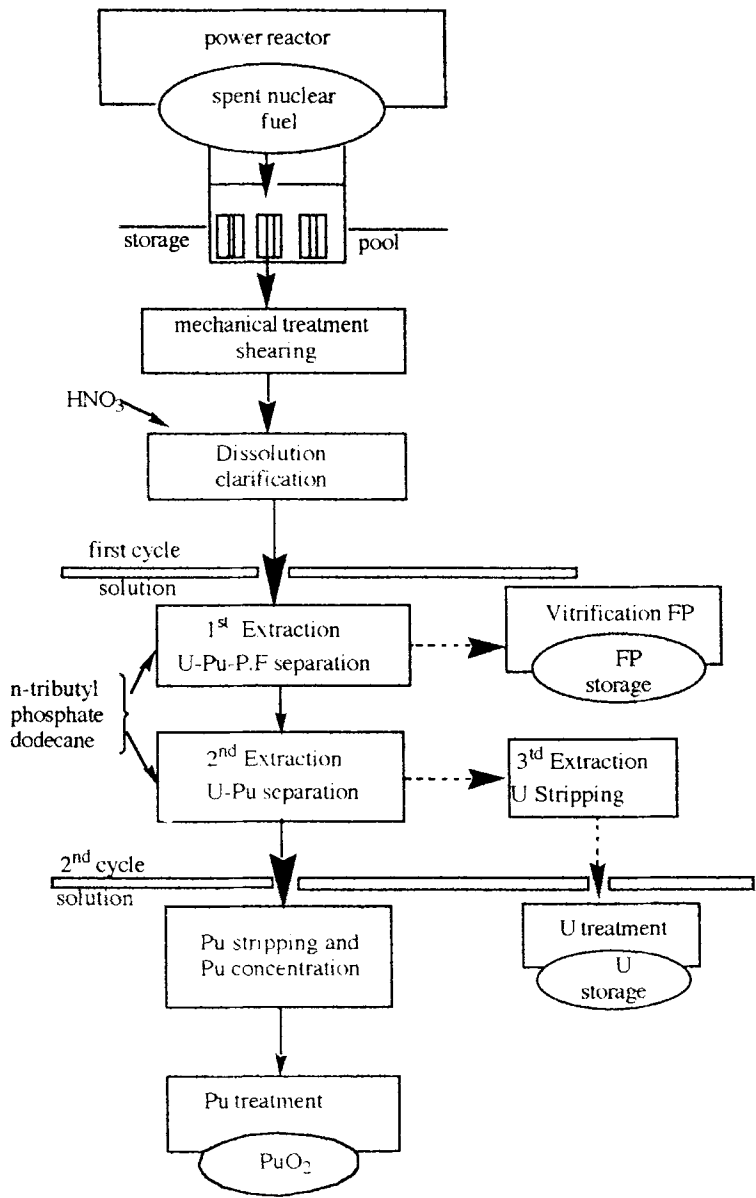 power reactor
spent nuclear
fuel
storage
pool
mechanical treatment
shearing
HNO3
Dissolution
clarification
first cycle
solution
1st Extraction
U-Pu-P.F separation
Vitrification FP
FP
storage
n-tributyl
phosphate
dodecane
2nd Extraction
U-Pu separation
3td Extraction
U Stripping
2nd cycle
solution
Pu stripping and
Pu concentration
U treatment
U
storage
Pu treatment
PuO2